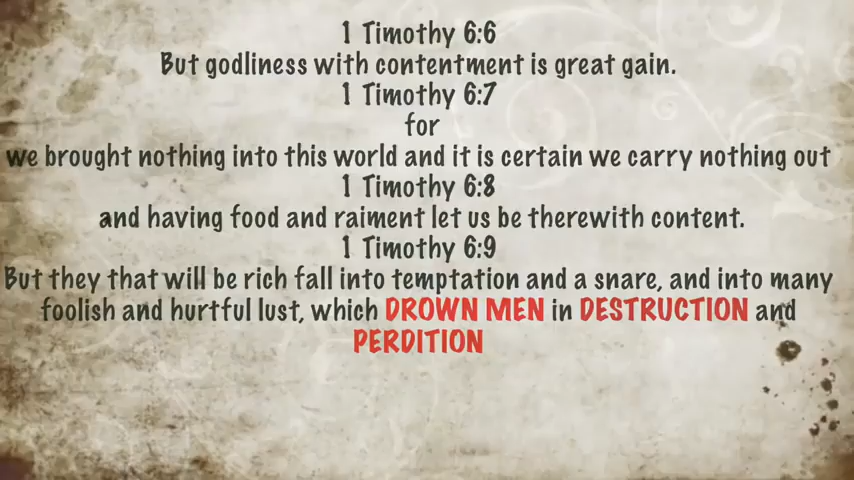 1 Timothy 6:6
But godliness with contentment is great gain.
1 Timothy 6:7
for
we brought nothing into this world and it is certain we carry nothing out
1 Timothy 6:8
and having food and raiment let us be therewith content.
1 Timothy 6:9
But they that will be rich fall into temptation and a snare, and into many
foolish and hurtful lust, which DROWN MEN in DESTRUCTION and
PERDITION